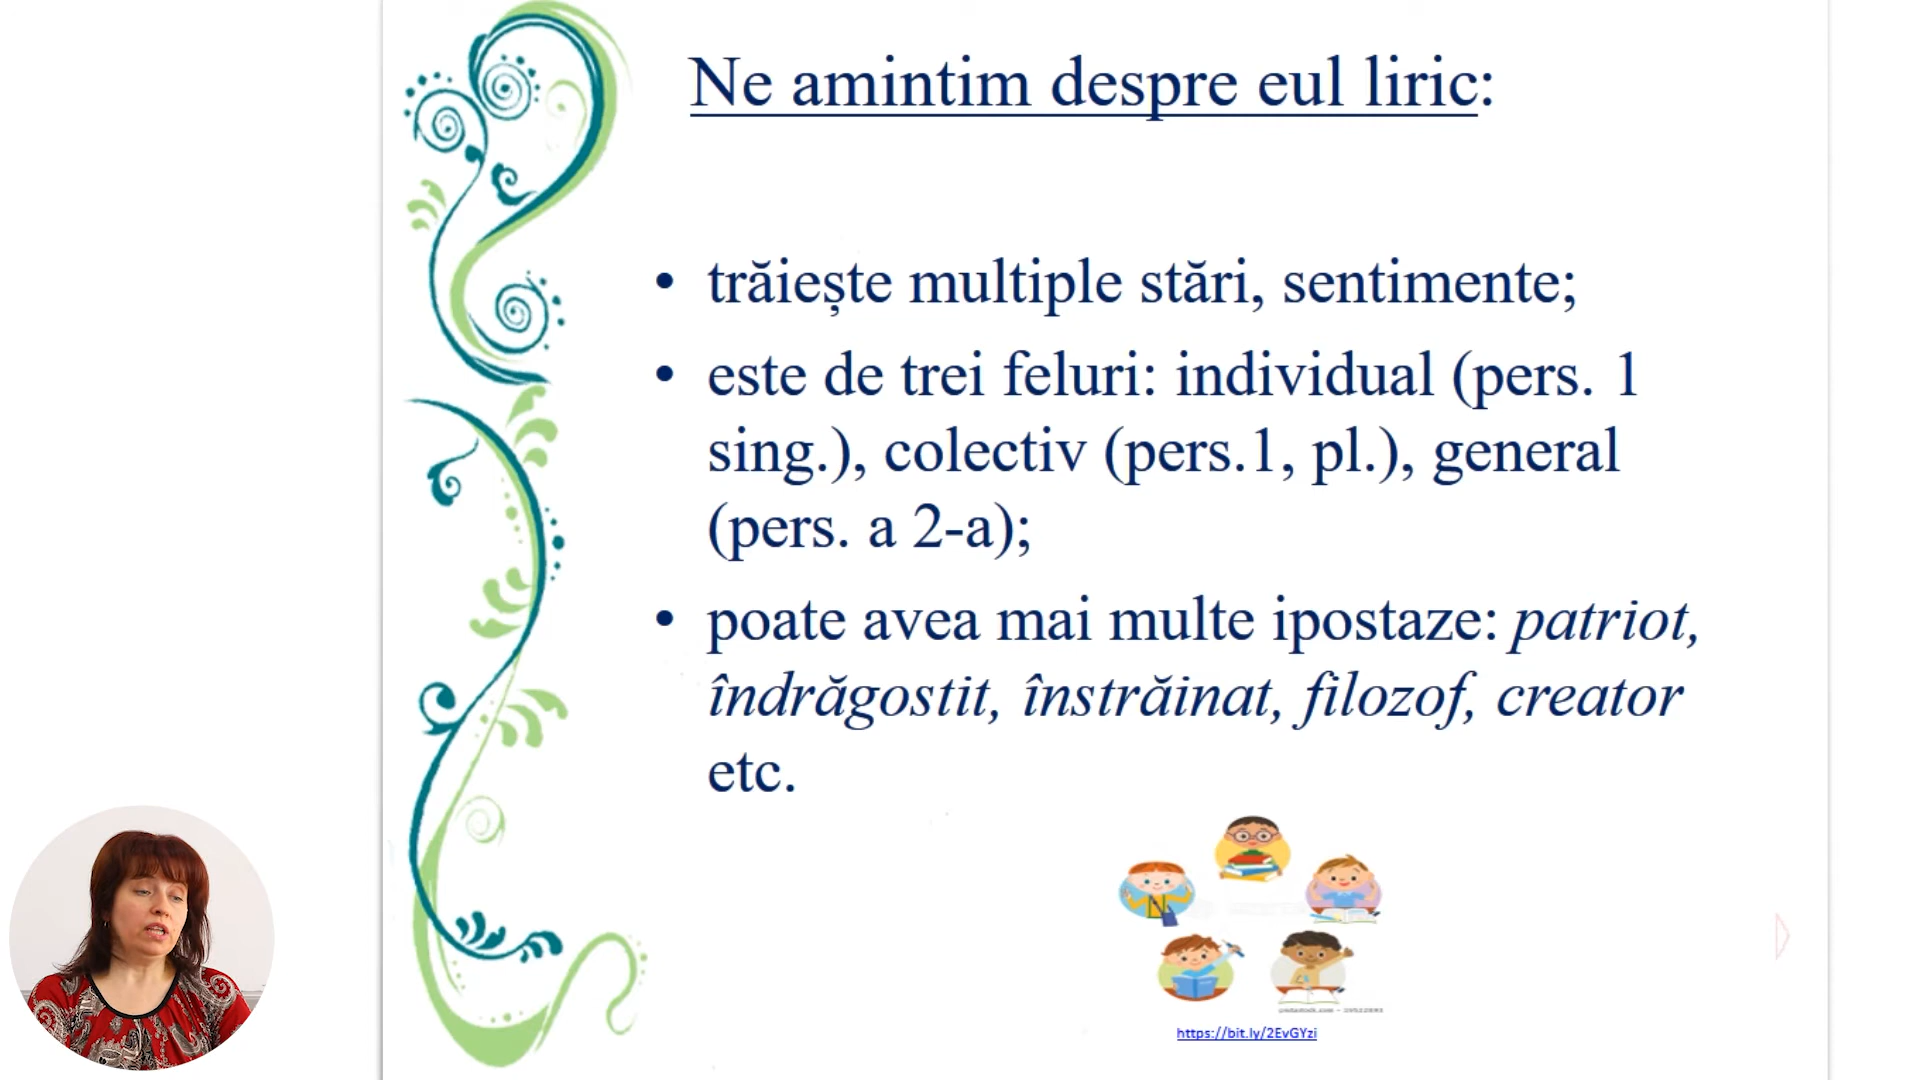 Ne amintim despre eul liric:
• trăiește multiple stări, sentimente;
• este de trei feluri: individual (pers. 1
sing.), colectiv (pers.1, pl.), general
(pers. a 2-a);
• poate avea mai multe ipostaze: patriot,
îndrăgostit, înstrăinat, filozof, creator
etc.
https://bit.ly/2EvGYzi